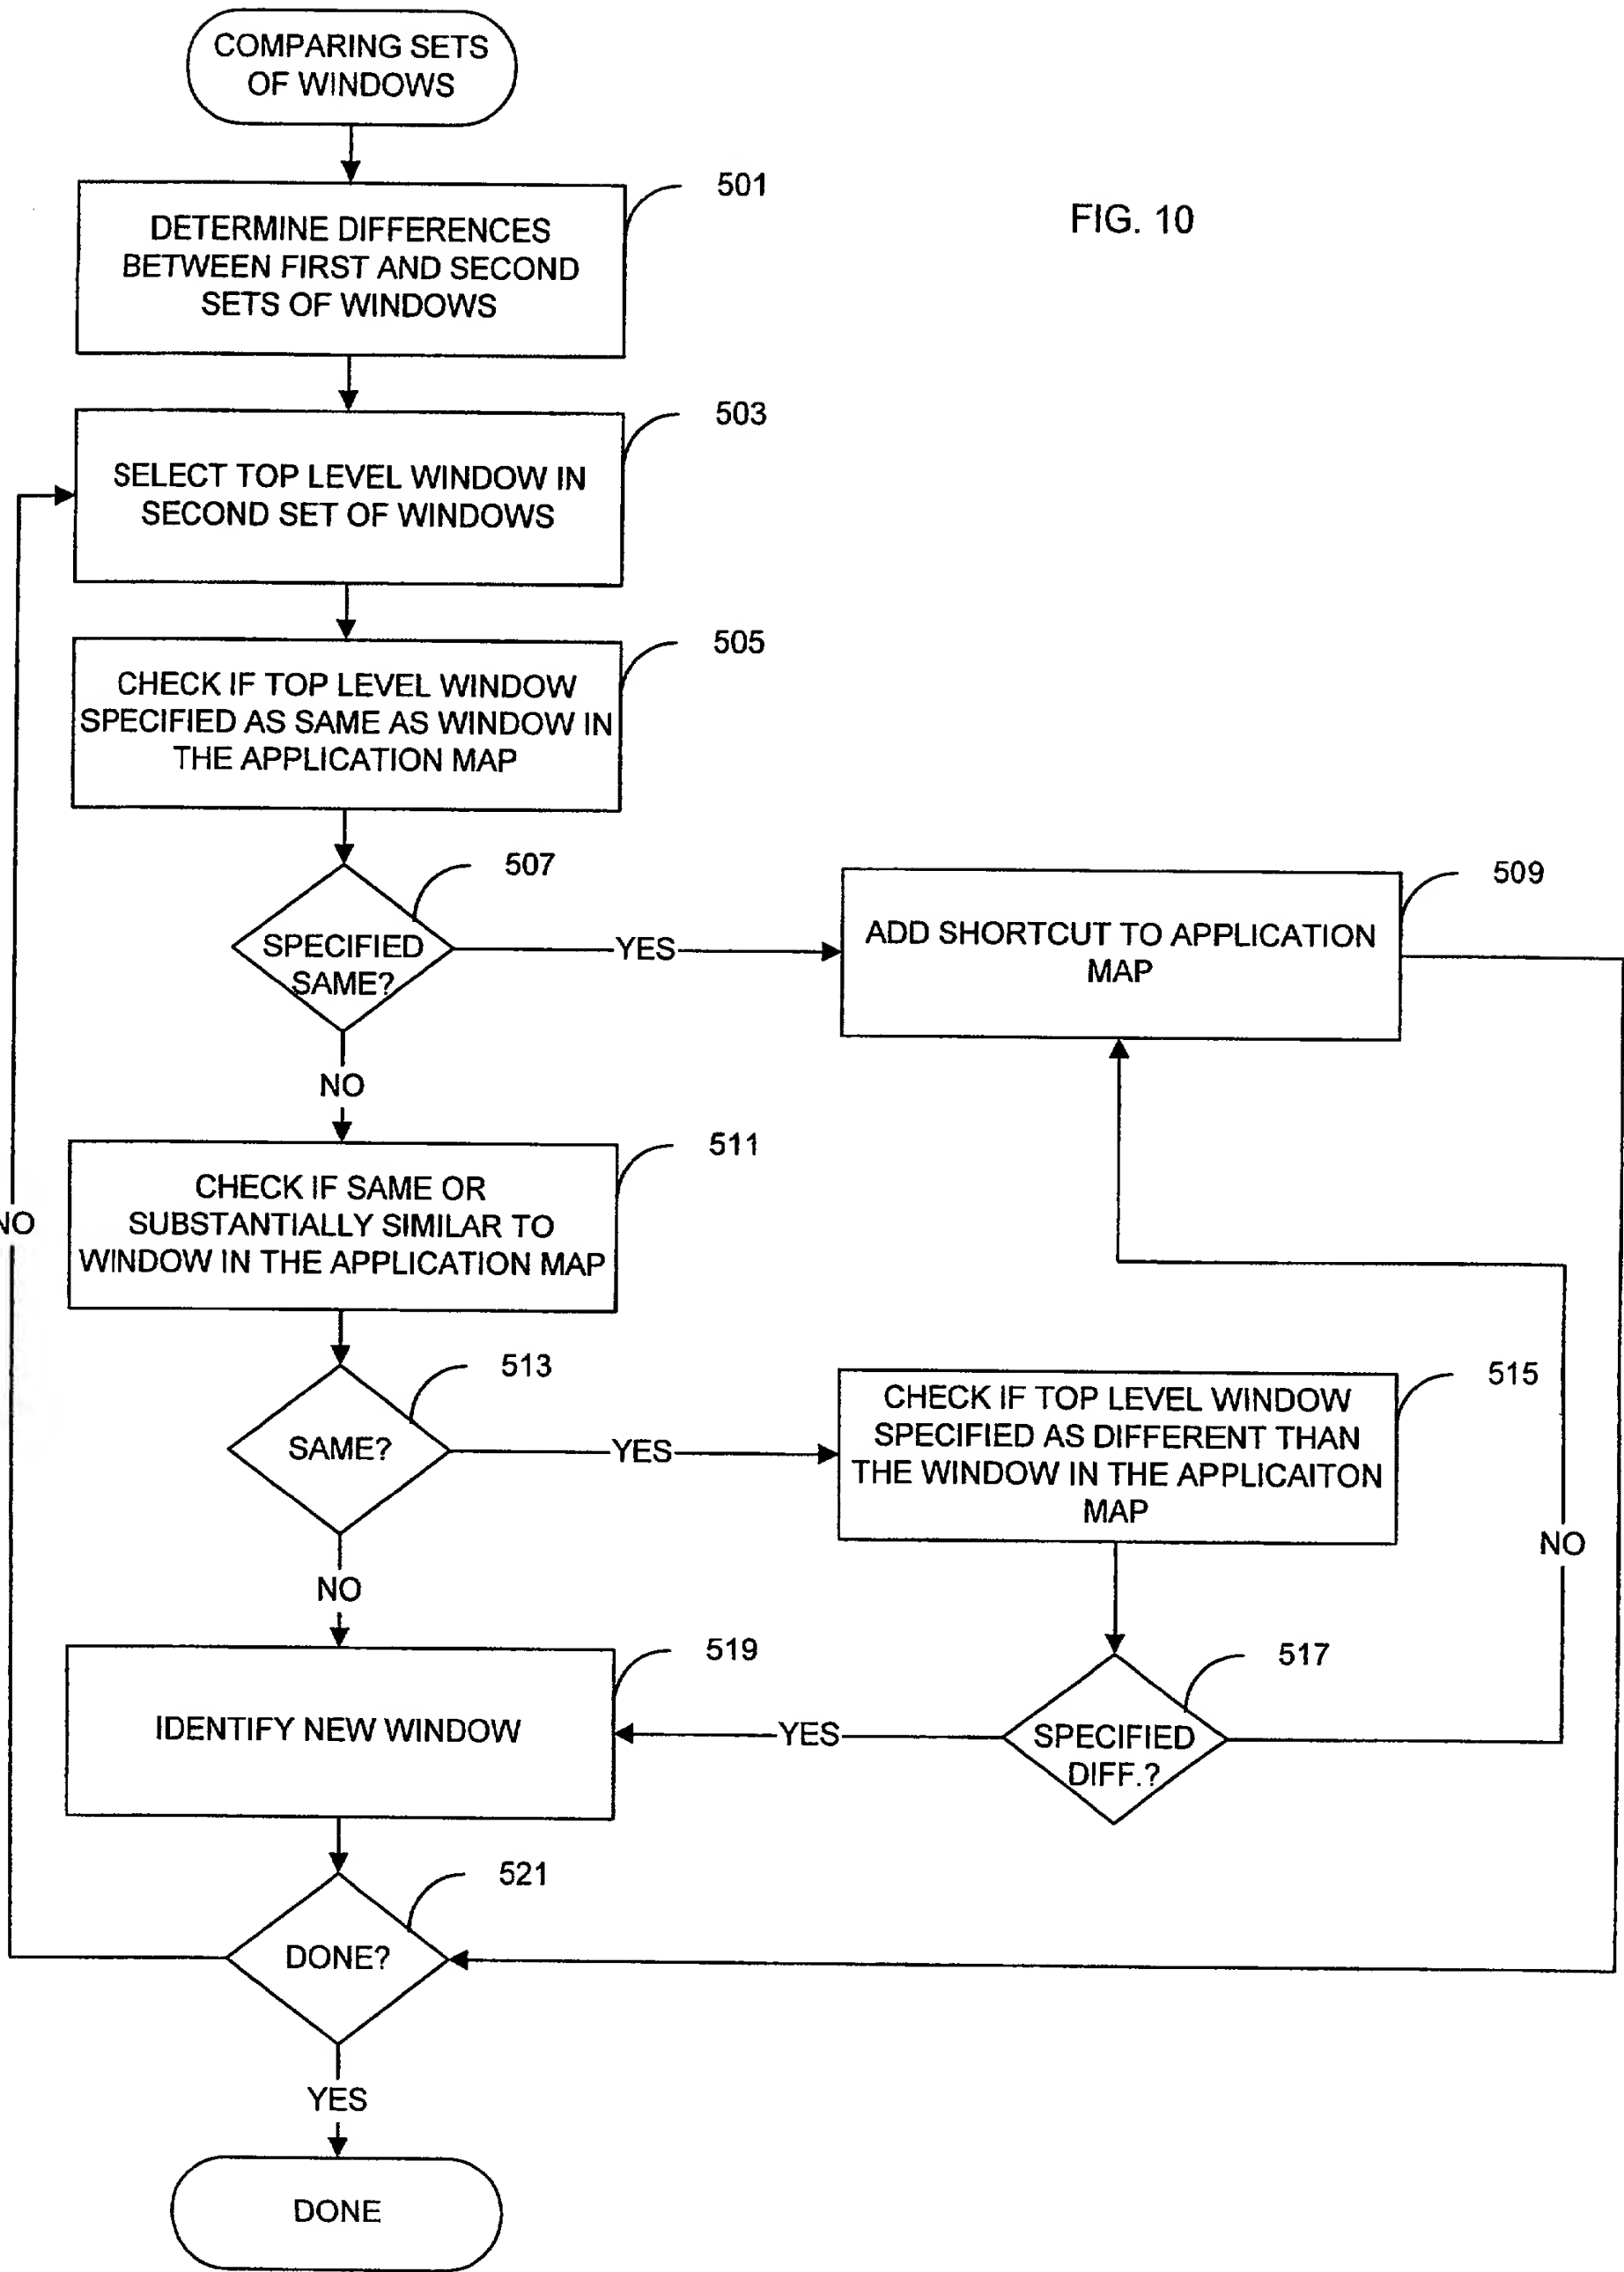 COMPARING SETS
OF WINDOWS
501
FIG. 10
DETERMINE DIFFERENCES
BETWEEN FIRST AND SECOND
SETS OF WINDOWS
503
SELECT TOP LEVEL WINDOW IN
SECOND SET OF WINDOWS
505
CHECK IF TOP LEVEL WINDOW
SPECIFIED AS SAME AS WINDOW IN
THE APPLICATION MAP
507
SPECIFIED
SAME?
YES
509
ADD SHORTCUT TO APPLICATION
MAP
NO
511
CHECK IF SAME OR
SUBSTANTIALLY SIMILAR TO
WINDOW IN THE APPLICATION MAP
NO
513
SAME?
YES
515
CHECK IF TOP LEVEL WINDOW
SPECIFIED AS DIFFERENT THAN
THE WINDOW IN THE APPLICAITON
MAP
NO
NO
519
IDENTIFY NEW WINDOW
517
SPECIFIED
DIFF.?
YES
521
DONE?
YES
DONE